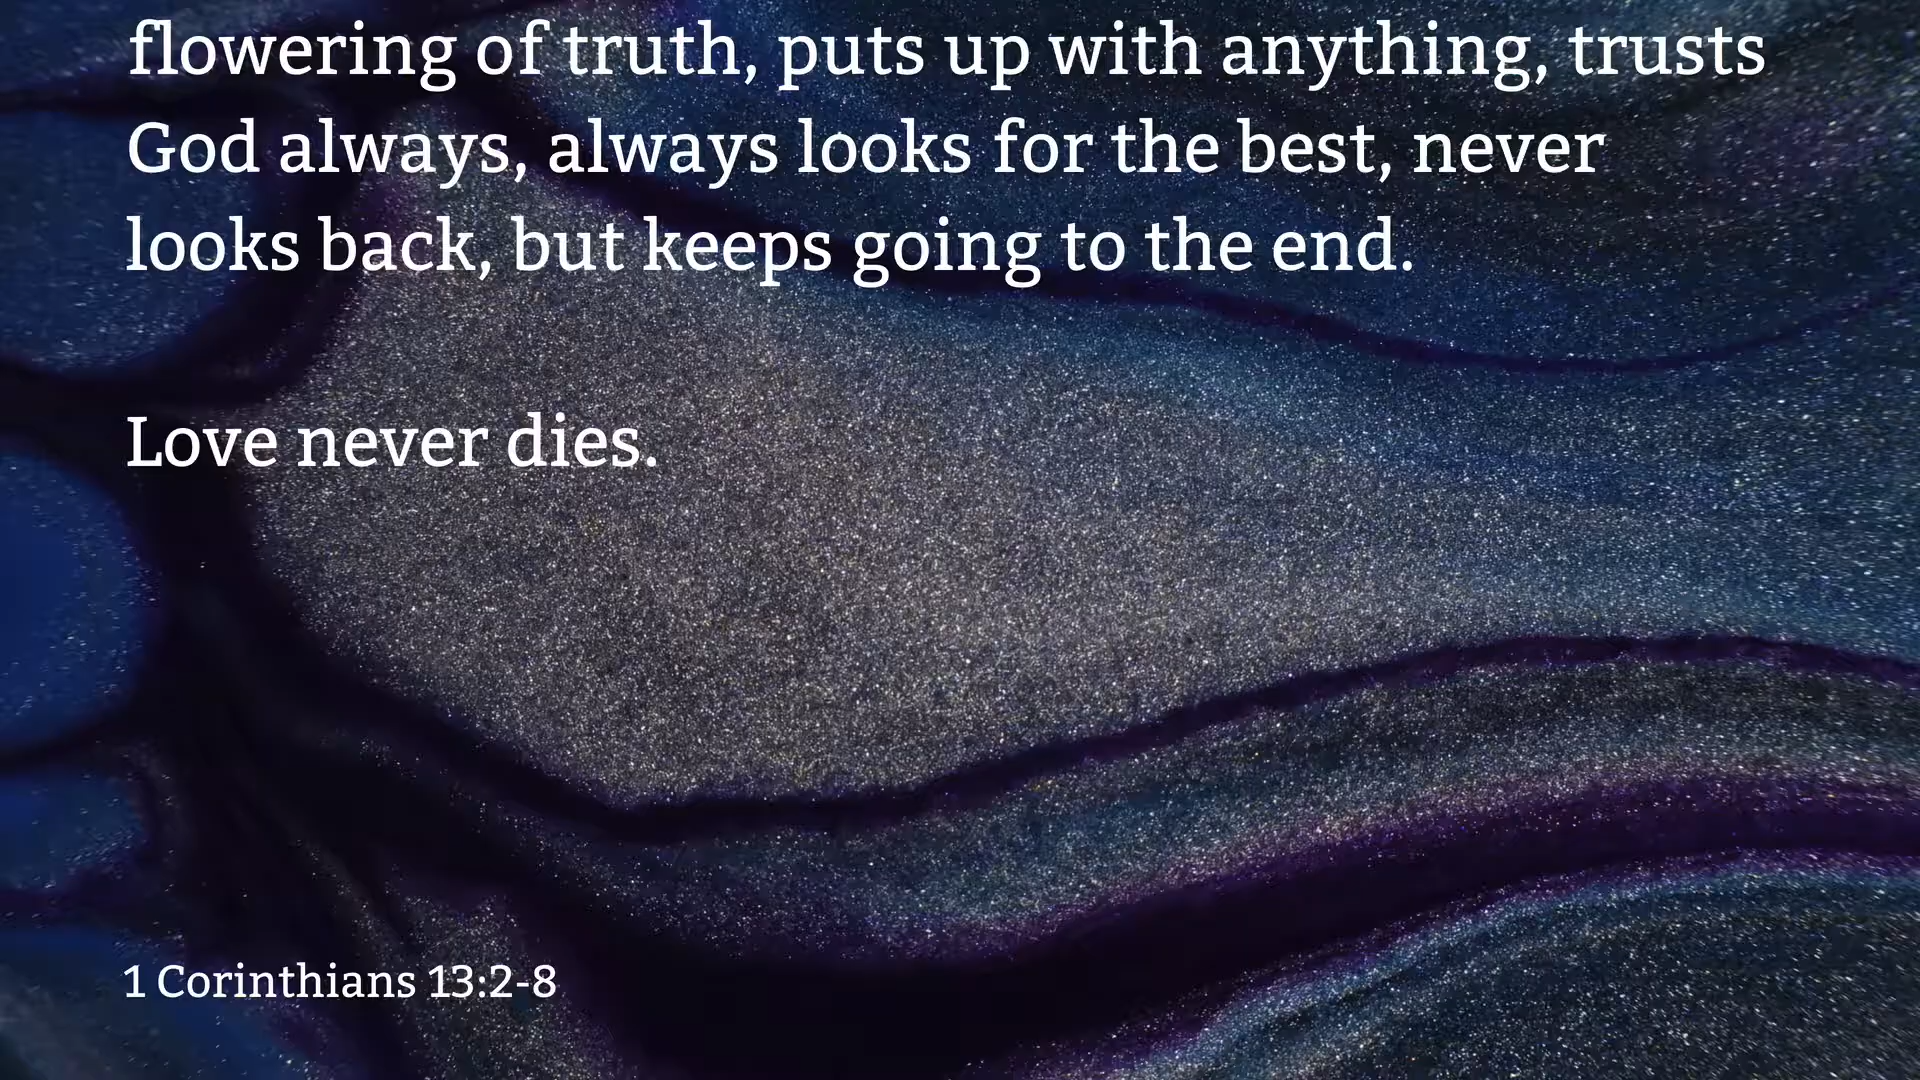 flowering of truth, puts up with anything, trusts
God always, always looks for the best, never
looks back, but keeps going to the end.
Love never dies.
1 Corinthians 13:2-8